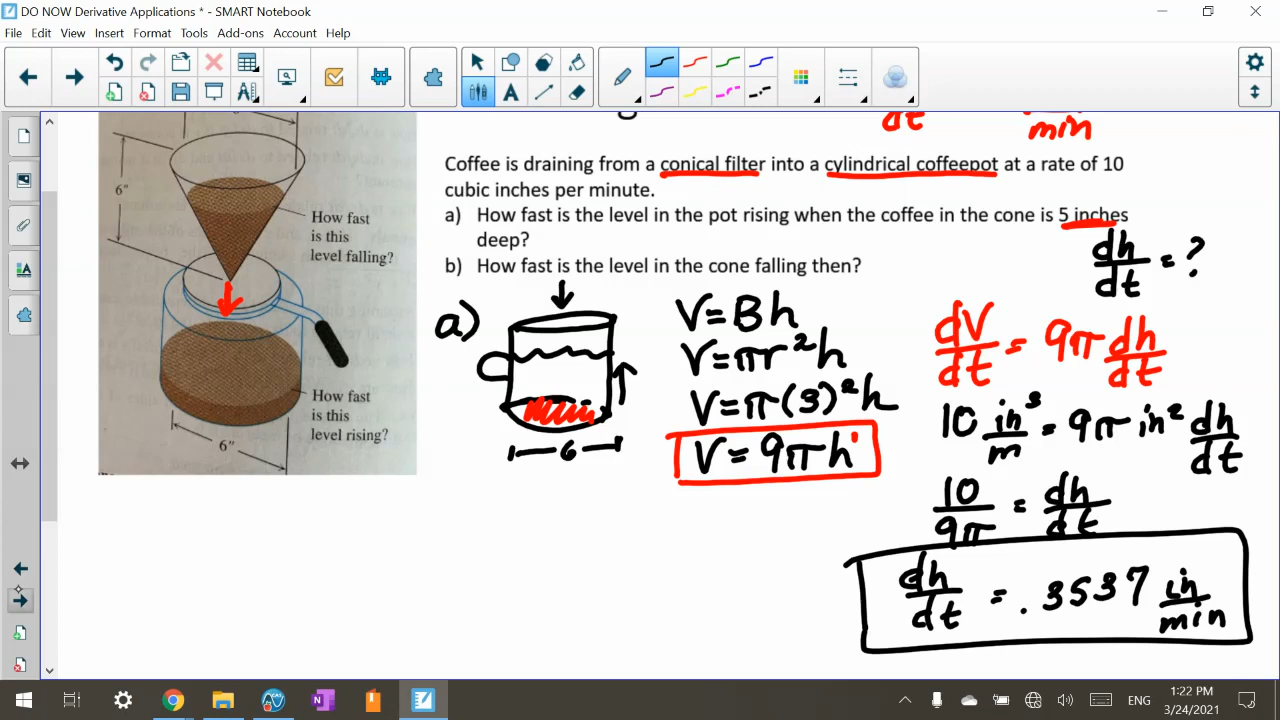 DO NOW Derivative Applications * - SMART Notebook
File Edit View Insert Format Tools Add-ons Account Help
dt
min
Coffee is draining from a conical filter into a cylindrical coffeepot at a rate of 10
cubic inches per minute.
a) How fast is the level in the pot rising when the coffee in the cone is 5 inches
deep?
b) How fast is the level in the cone falling then?
6"
How fast
is this
level falling?
How fast
is this
level rising?
6"
dh/dt = ?
a)
6
V = Bh
V = πr²h
V = π(3)²h
V = 9πh
dV/dt = 9π dh/dt
10 in³/m = 9π in² dh/dt
10/9π = dh/dt
dh/dt = .3537 in/min
ENG
1:22 PM
3/24/2021